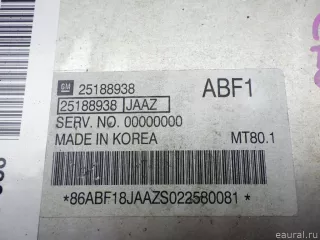 GM 25188938 ABF1
25188938 JAAZ
SERV. NO. 00000000
MADE IN KOREA MT80.1
*86ABF18JAAZS022580081*
eaural.ru